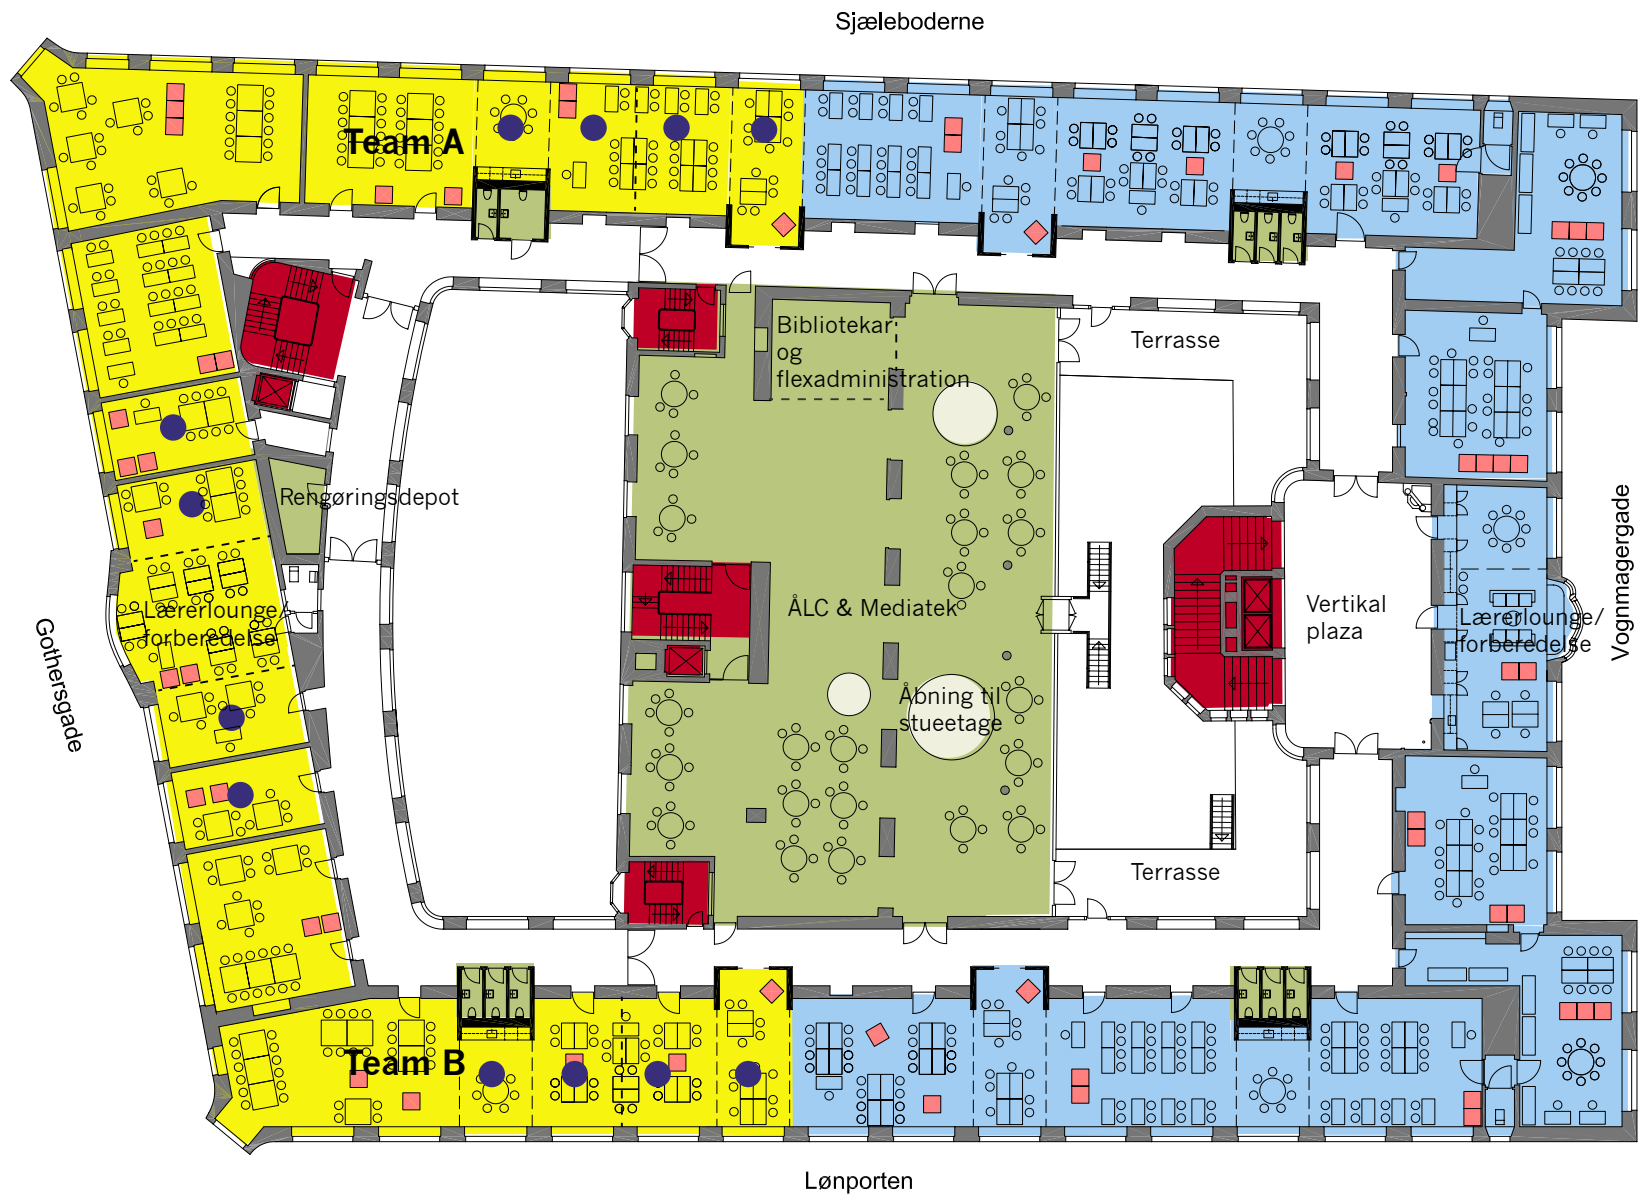 Sjæleboderne
Team A
Bibliotekar
og
flexadministration
Terrasse
Rengøringsdepot
Gothersgade
Lærerlounge/
forberedelse
ÅLC & Mediatek
Vertikal
plaza
Lærerlounge/
forberedelse
Vognmagergade
Åbning til
stueetage
Terrasse
Team B
Lønporten